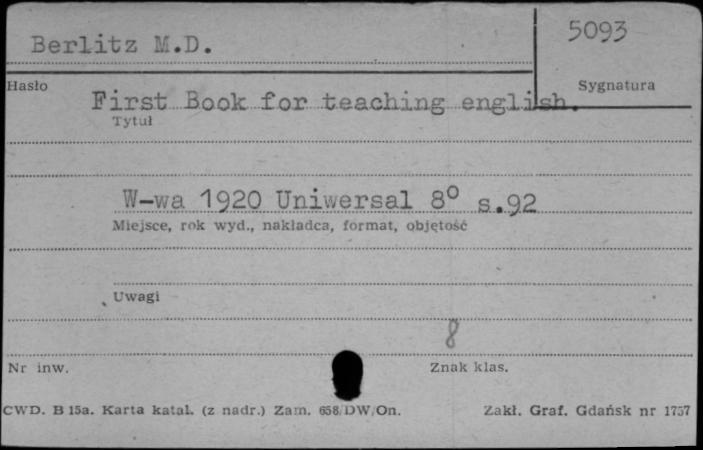 Berlitz M.D.
5093
Hasło
Sygnatura
First Book for teaching english.
Tytuł
W-wa 1920 Uniwersal 8° s.92
Miejsce, rok wyd., nakładca, format, objętość
Uwagi
8
Nr inw.
Znak klas.
CWD. B 15a. Karta katal. (z nadr.) Zam. 658/DW/On.
Zakł. Graf. Gdańsk nr 1757